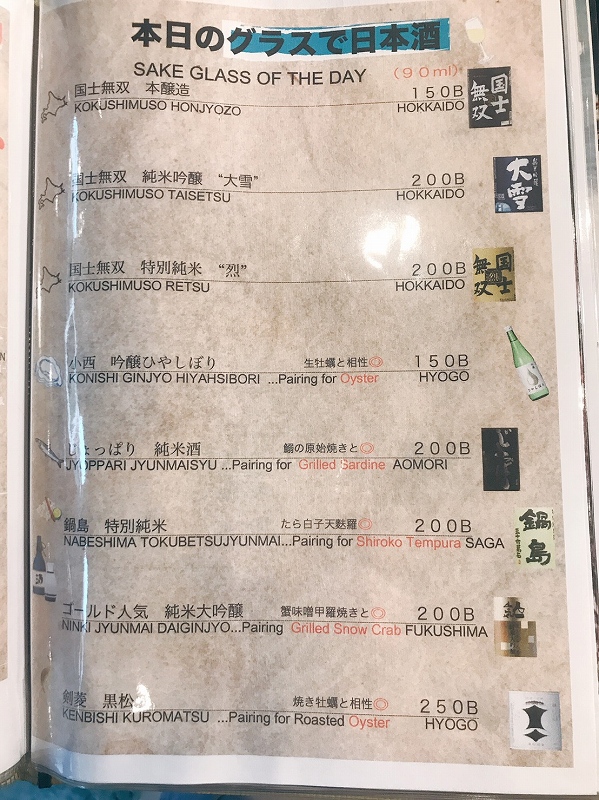 本日のグラスで日本酒
SAKE GLASS OF THE DAY (９０ml)
国士無双 本醸造 150B
KOKUSHIMUSO HONJYOZO HOKKAIDO
国士無双
国士無双 純米吟醸 “大雪” 200B
KOKUSHIMUSO TAISETSU HOKKAIDO
大雪
国士無双 特別純米 “烈” 200B
KOKUSHIMUSO RETSU HOKKAIDO
国士無双
小西 吟醸ひやしぼり 生牡蠣と相性◎ 150B
KONISHI GINJYO HIYAHSIBORI ...Pairing for Oyster HYOGO
じょっぱり 純米酒 鰯の原始焼きと◎ 200B
JYOPPARI JYUNMAISYU ...Pairing for Grilled Sardine AOMORI
鍋島 特別純米 たら白子天麩羅◎ 200B
NABESHIMA TOKUBETSUJYUNMAI...Pairing for Shiroko Tempura SAGA
鍋島
ゴールド人気 純米大吟醸 蟹味噌甲羅焼きと◎ 200B
NINKI JYUNMAI DAIGINJYO...Pairing Grilled Snow Crab FUKUSHIMA
剣菱 黒松 焼き牡蠣と相性◎ 250B
KENBISHI KUROMATSU ...Pairing for Roasted Oyster HYOGO